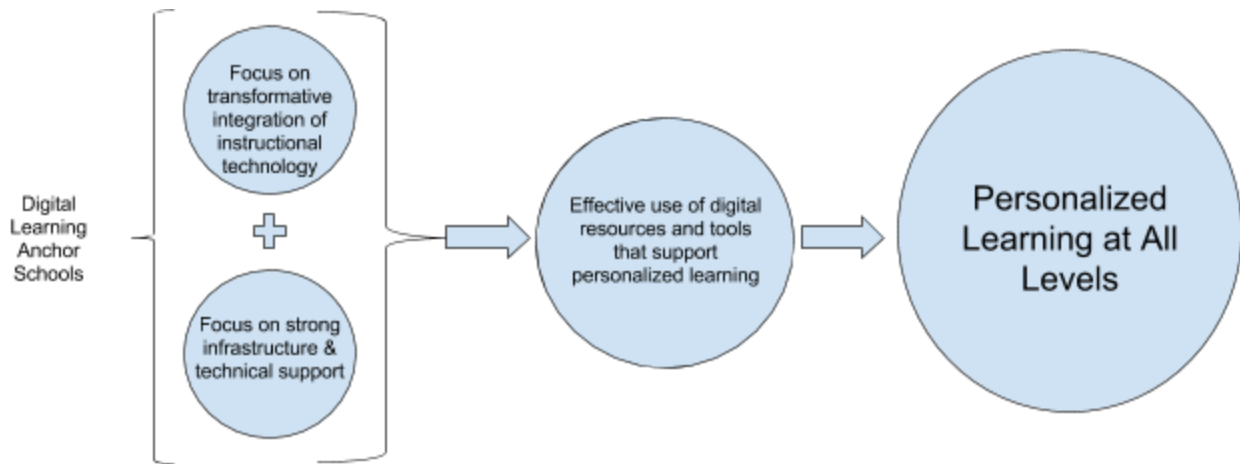 Digital
Learning
Anchor
Schools
Focus on
transformative
integration of
instructional
technology
Focus on strong
infrastructure &
technical support
Effective use of digital
resources and tools
that support
personalized learning
Personalized
Learning at All
Levels